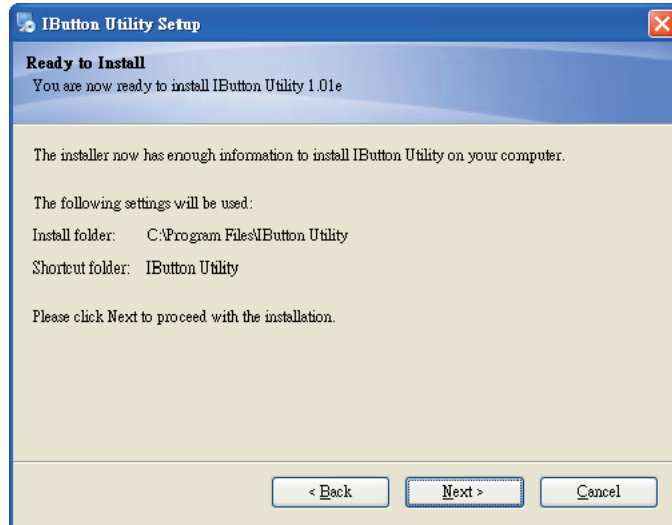 IButton Utility Setup
Ready to Install
You are now ready to install IButton Utility 1.01e
The installer now has enough information to install IButton Utility on your computer.
The following settings will be used:
Install folder: C:\Program Files\IButton Utility
Shortcut folder: IButton Utility
Please click Next to proceed with the installation.
< Back Next > Cancel